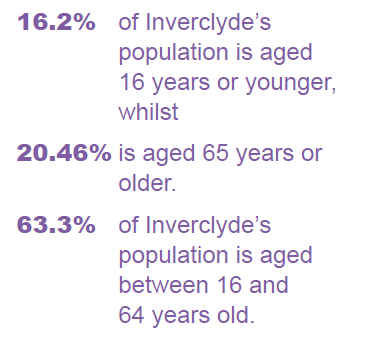 16.2% of Inverclyde’s
population is aged
16 years or younger,
whilst
20.46% is aged 65 years or
older.
63.3% of Inverclyde’s
population is aged
between 16 and
64 years old.